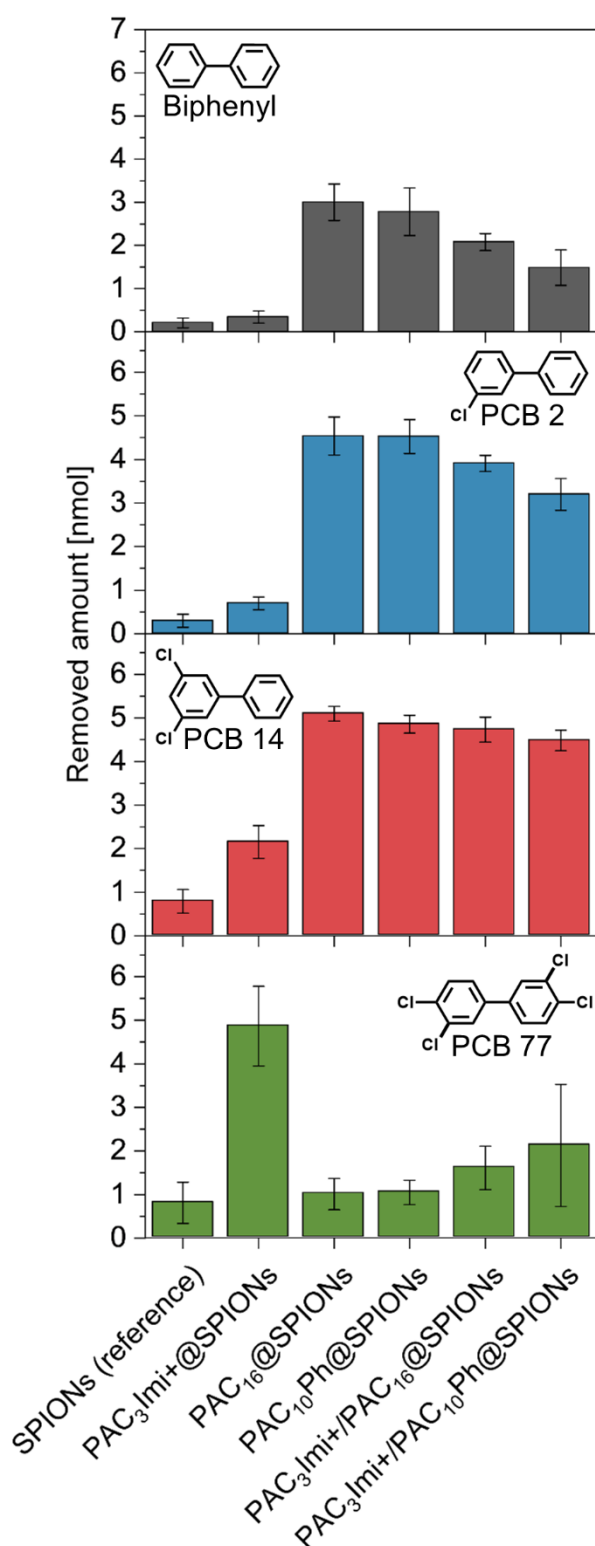 7
6
5
4
3
2
1
0
Biphenyl
6
5
4
3
2
1
0
Cl
PCB 2
6
5
4
3
2
1
0
Cl
Cl
PCB 14
6
5
4
3
2
1
0
Cl
Cl
Cl
Cl
PCB 77
Removed amount [nmol]
SPIONs (reference)
PAC₃Imi+@SPIONs
PAC₁₆@SPIONs
PAC₁₀Ph@SPIONs
PAC₃Imi+/PAC₁₆@SPIONs
PAC₃Imi+/PAC₁₀Ph@SPIONs